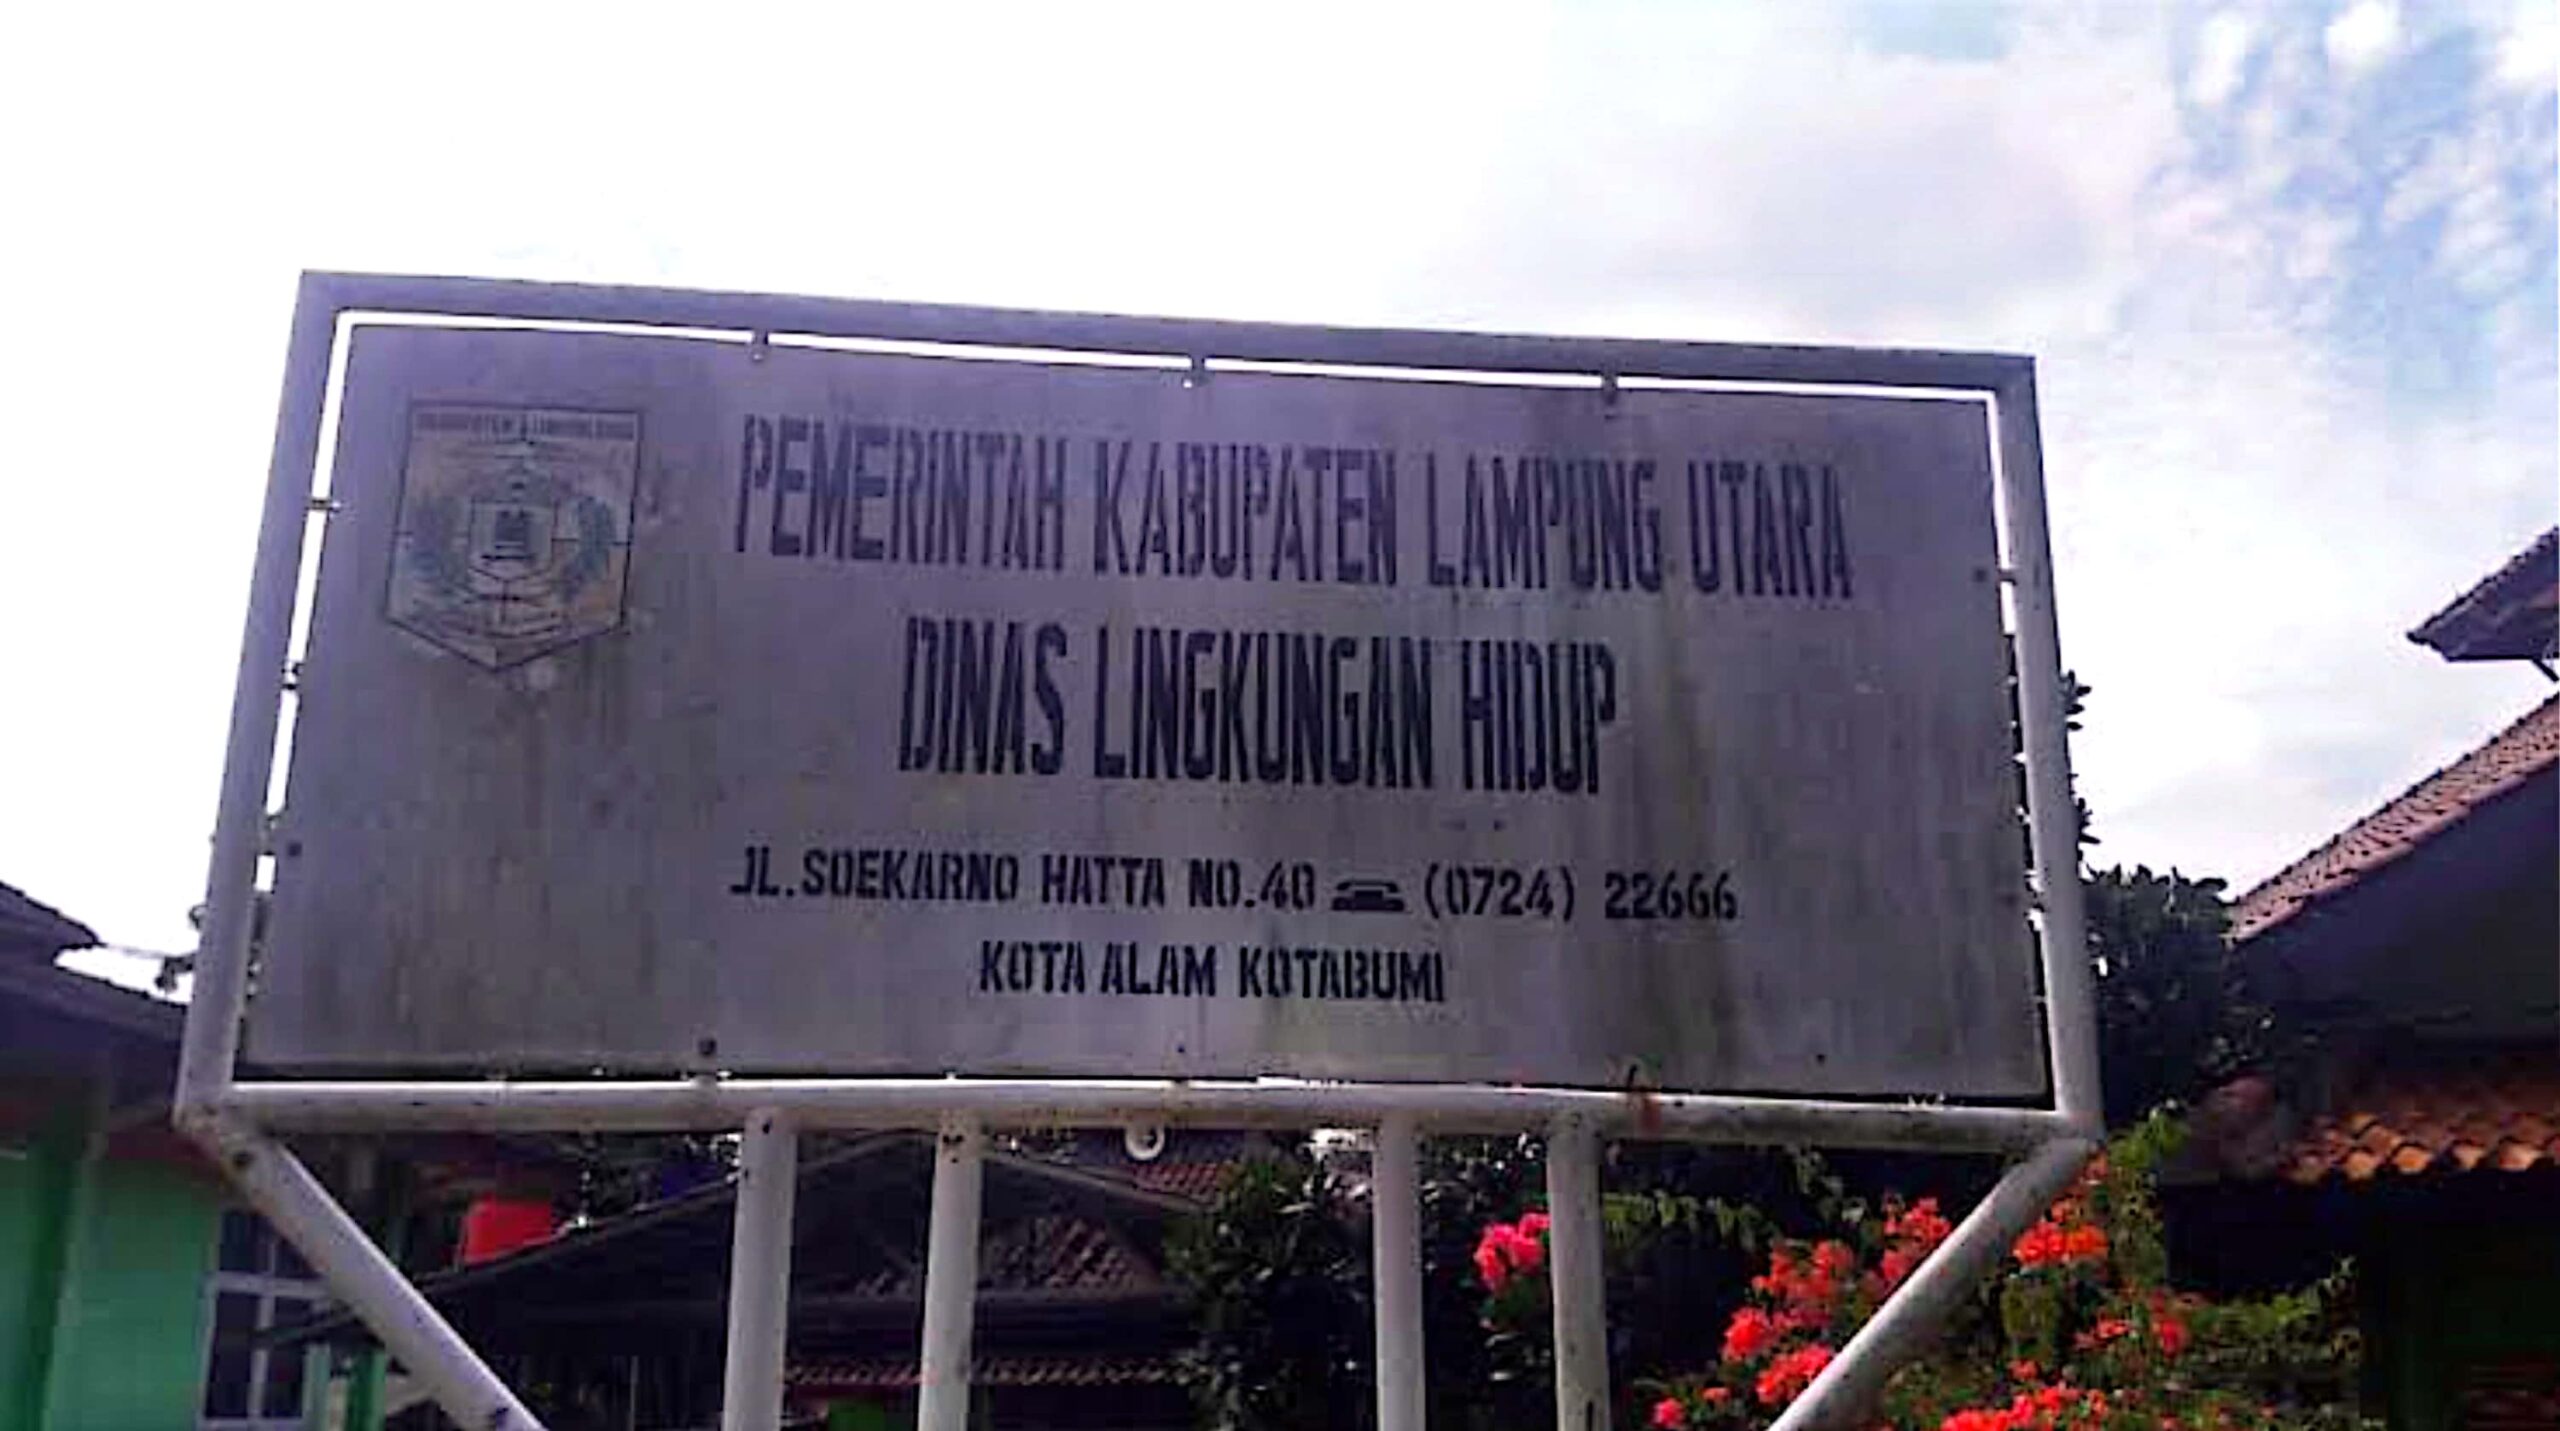 PEMERINTAH KABUPATEN LAMPUNG UTARA
DINAS LINGKUNGAN HIDUP
JL.SOEKARNO HATTA NO.40 ☎ (0724) 22666
KOTA ALAM KOTABUMI